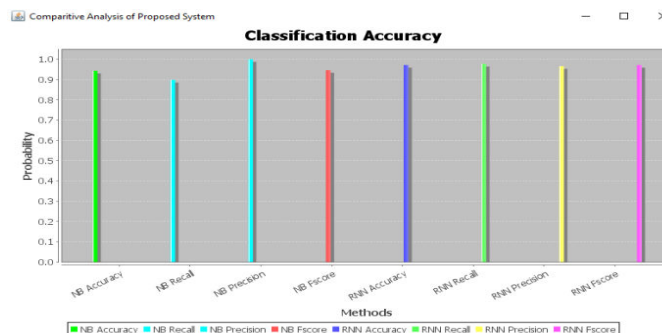 Comparitive Analysis of Proposed System
Classification Accuracy
1.0
0.9
0.8
0.7
0.6
0.5
0.4
0.3
0.2
0.1
0.0
Probability
NB Accuracy
NB Recall
NB Precision
NB Fscore
RNN Accuracy
RNN Recall
RNN Precision
RNN Fscore
Methods
NB Accuracy NB Recall NB Precision NB Fscore RNN Accuracy RNN Recall RNN Precision RNN Fscore